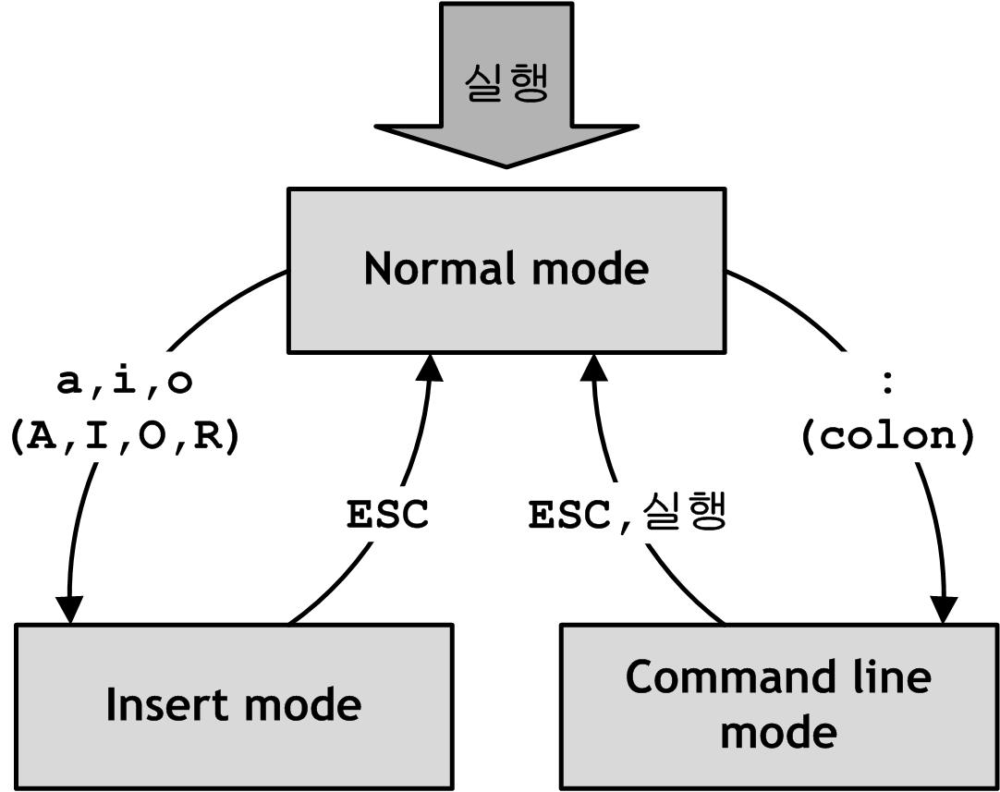 실행
Normal mode
a,i,o
(A,I,O,R)
:
(colon)
ESC
ESC,실행
Insert mode
Command line
mode